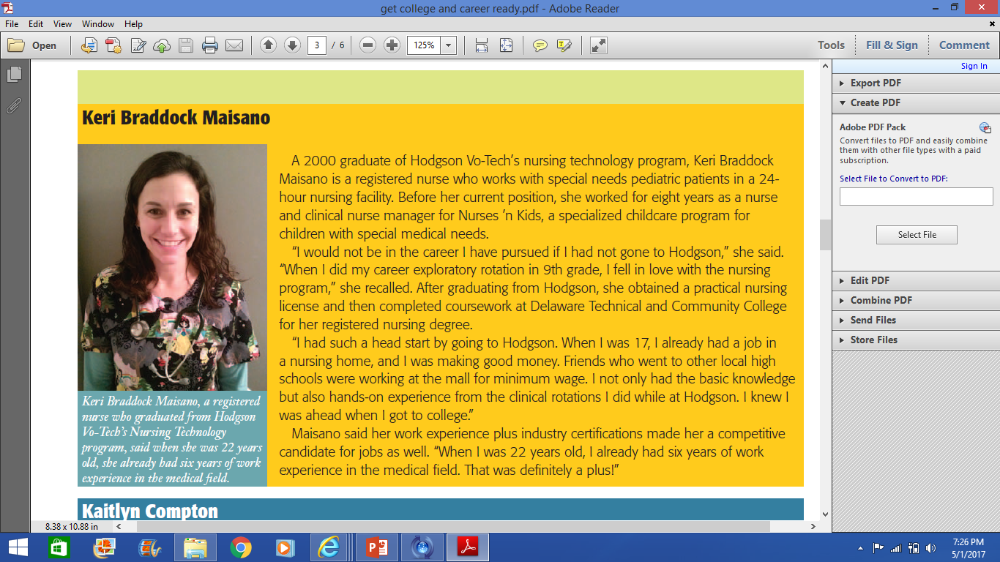 get college and career ready.pdf - Adobe Reader
File Edit View Window Help
Open 3 / 6 125% Tools Fill & Sign Comment
Sign In
Export PDF
Create PDF
Adobe PDF Pack
Convert files to PDF and easily combine
them with other file types with a paid
subscription.
Select File to Convert to PDF:
Select File
Edit PDF
Combine PDF
Send Files
Store Files
Keri Braddock Maisano
A 2000 graduate of Hodgson Vo-Tech’s nursing technology program, Keri Braddock
Maisano is a registered nurse who works with special needs pediatric patients in a 24-
hour nursing facility. Before her current position, she worked for eight years as a nurse
and clinical nurse manager for Nurses ’n Kids, a specialized childcare program for
children with special medical needs.
“I would not be in the career I have pursued if I had not gone to Hodgson,” she said.
“When I did my career exploratory rotation in 9th grade, I fell in love with the nursing
program,” she recalled. After graduating from Hodgson, she obtained a practical nursing
license and then completed coursework at Delaware Technical and Community College
for her registered nursing degree.
“I had such a head start by going to Hodgson. When I was 17, I already had a job in
a nursing home, and I was making good money. Friends who went to other local high
schools were working at the mall for minimum wage. I not only had the basic knowledge
but also hands-on experience from the clinical rotations I did while at Hodgson. I knew I
was ahead when I got to college.”
Maisano said her work experience plus industry certifications made her a competitive
candidate for jobs as well. “When I was 22 years old, I already had six years of work
experience in the medical field. That was definitely a plus!”
Keri Braddock Maisano, a registered
nurse who graduated from Hodgson
Vo-Tech’s Nursing Technology
program, said when she was 22 years
old, she already had six years of work
experience in the medical field.
Kaitlyn Compton
8.38 x 10.88 in
7:26 PM
5/1/2017